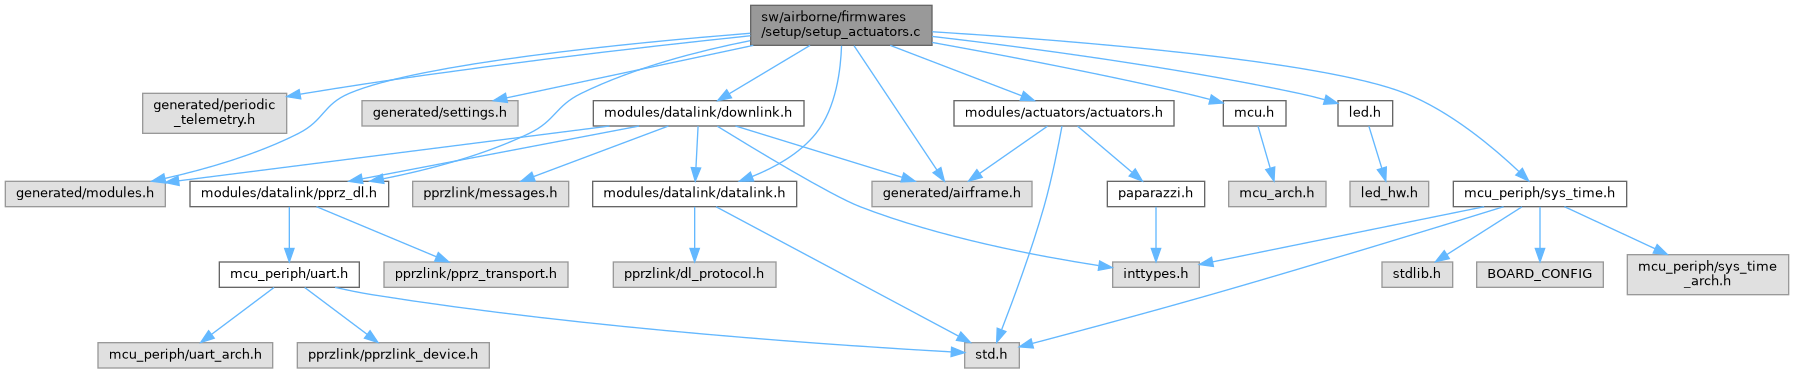 sw/airborne/firmwares
/setup/setup_actuators.c
generated/periodic
_telemetry.h
generated/settings.h
modules/datalink/downlink.h
modules/actuators/actuators.h
mcu.h
led.h
generated/modules.h
modules/datalink/pprz_dl.h
pprzlink/messages.h
modules/datalink/datalink.h
generated/airframe.h
paparazzi.h
mcu_arch.h
led_hw.h
mcu_periph/sys_time.h
mcu_periph/uart.h
pprzlink/pprz_transport.h
pprzlink/dl_protocol.h
inttypes.h
stdlib.h
BOARD_CONFIG
mcu_periph/sys_time
_arch.h
mcu_periph/uart_arch.h
pprzlink/pprzlink_device.h
std.h